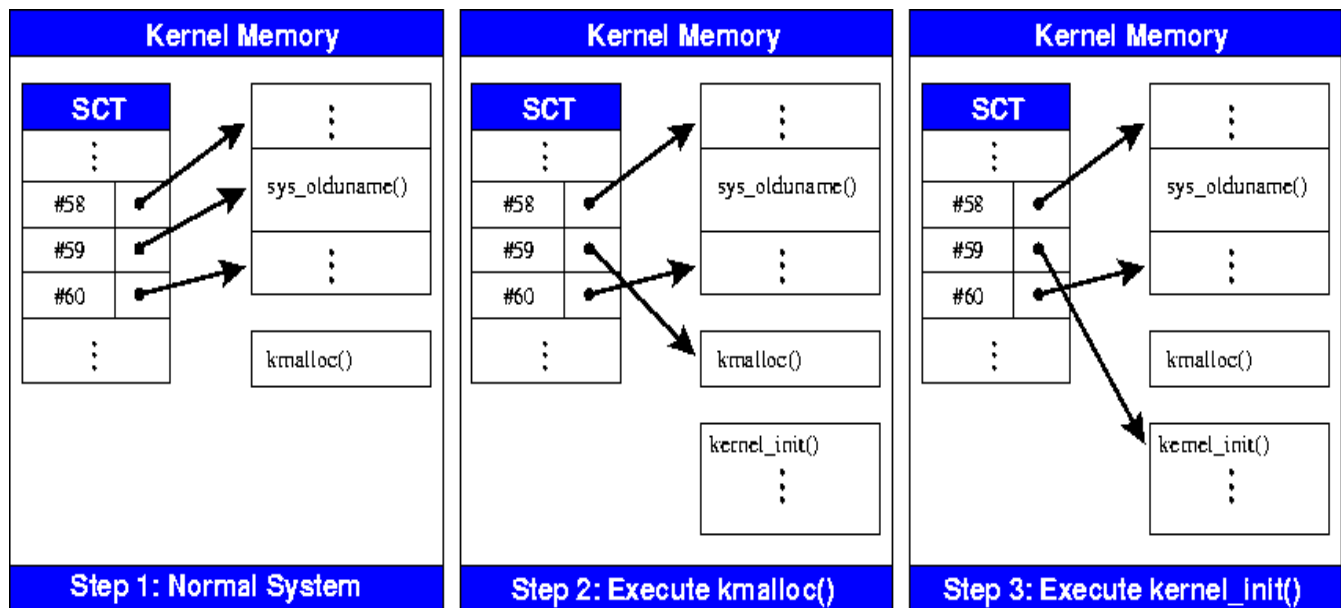 Kernel Memory
SCT
#58
#59
#60
sys_olduname()
kmalloc()
Step 1: Normal System
Kernel Memory
SCT
#58
#59
#60
sys_olduname()
kmalloc()
kernel_init()
Step 2: Execute kmalloc()
Kernel Memory
SCT
#58
#59
#60
sys_olduname()
kmalloc()
kernel_init()
Step 3: Execute kernel_init()